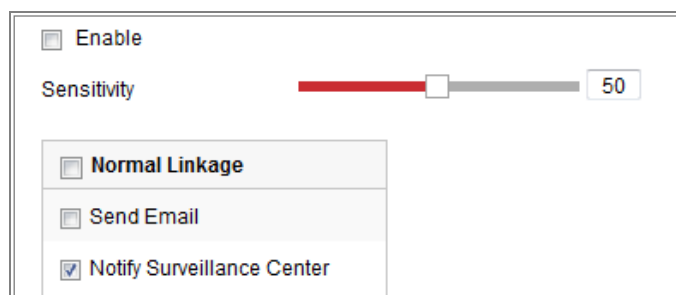 Enable
Sensitivity 50
Normal Linkage
Send Email
Notify Surveillance Center